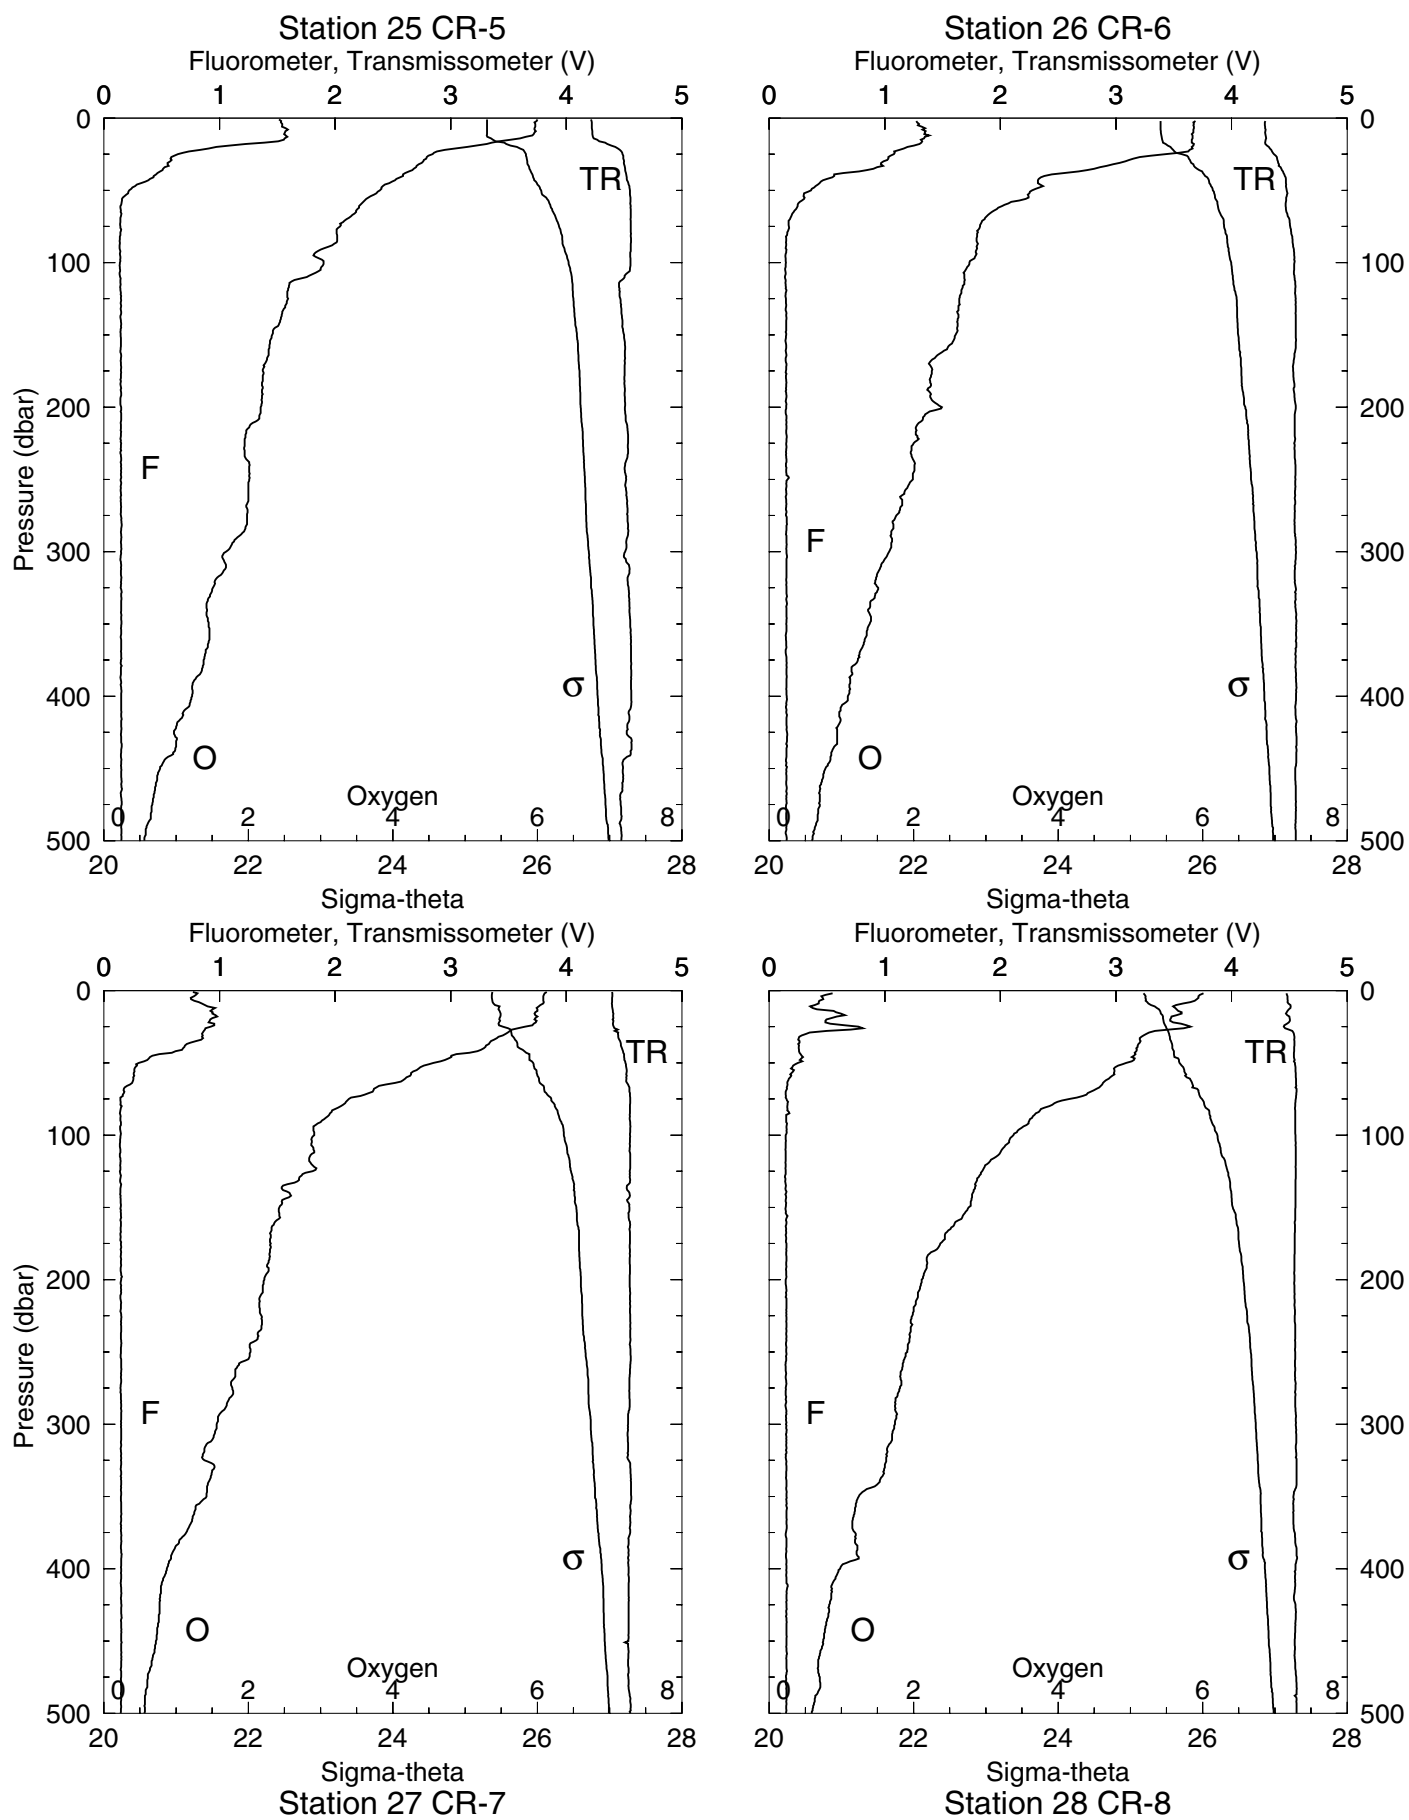 Station 25 CR-5
Fluorometer, Transmissometer (V)
0 1 2 3 4 5
0
100
200
300
400
500
Pressure (dbar)
TR
F
σ
O
Oxygen
0 2 4 6 8
20 22 24 26 28
Sigma-theta
Station 26 CR-6
Fluorometer, Transmissometer (V)
0 1 2 3 4 5
0
100
200
300
400
500
TR
F
σ
O
Oxygen
0 2 4 6 8
20 22 24 26 28
Sigma-theta
Fluorometer, Transmissometer (V)
0 1 2 3 4 5
0
100
200
300
400
500
Pressure (dbar)
TR
F
σ
O
Oxygen
0 2 4 6 8
20 22 24 26 28
Sigma-theta
Station 27 CR-7
Fluorometer, Transmissometer (V)
0 1 2 3 4 5
0
100
200
300
400
500
TR
F
σ
O
Oxygen
0 2 4 6 8
20 22 24 26 28
Sigma-theta
Station 28 CR-8